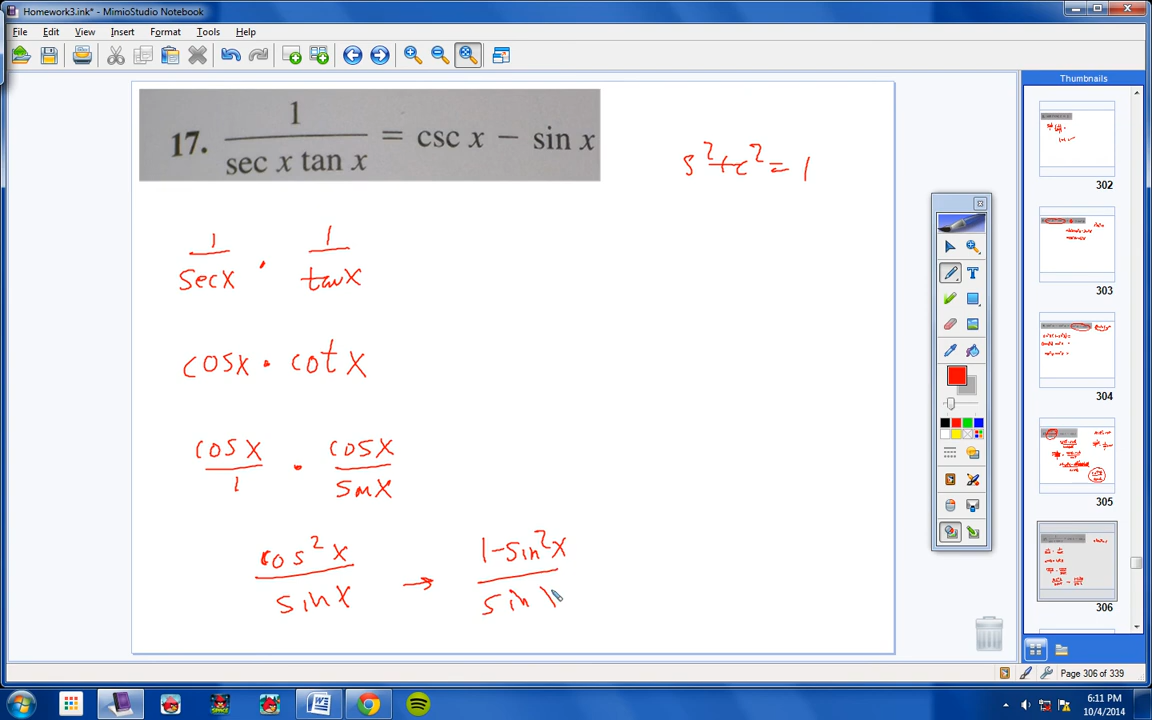 Homework3.ink* - MimioStudio Notebook
File Edit View Insert Format Tools Help
Thumbnails
17. 1 / sec x tan x = csc x − sin x
s²+c² = 1
1/secx · 1/tanx
cosx · cot x
cosx/1 · cosx/sinx
cos²x/sinx → 1-sin²x/sin x
302
303
304
305
306
Page 306 of 339
6:11 PM
10/4/2014